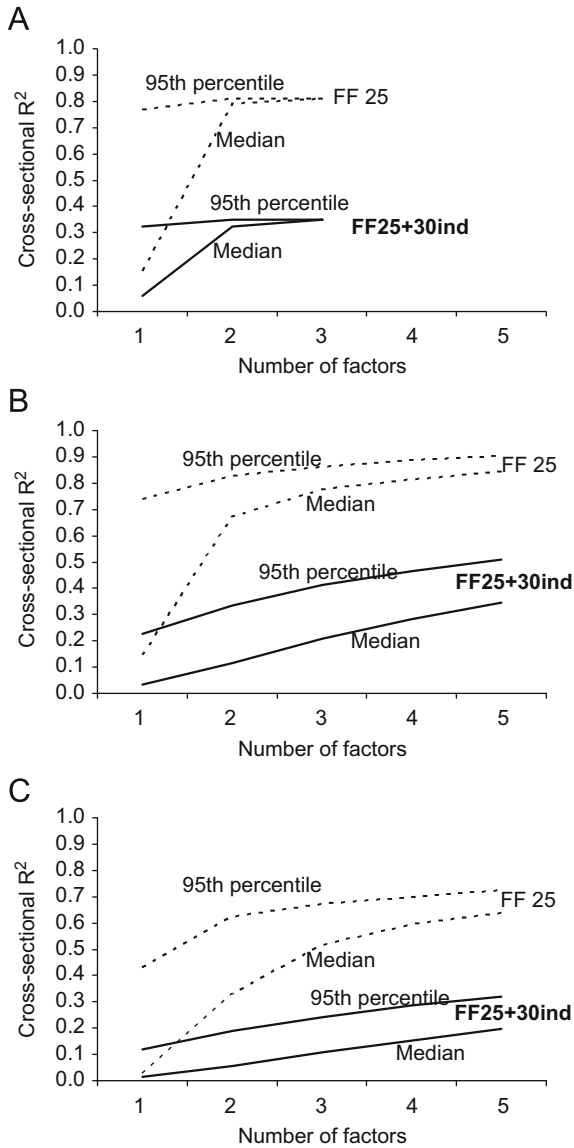 A
Cross-sectional R²
1.0
0.9
0.8
0.7
0.6
0.5
0.4
0.3
0.2
0.1
0.0
95th percentile
FF 25
Median
95th percentile
FF25+30ind
Median
1 2 3 4 5
Number of factors
B
Cross-sectional R²
1.0
0.9
0.8
0.7
0.6
0.5
0.4
0.3
0.2
0.1
0.0
95th percentile
FF 25
Median
95th percentile
FF25+30ind
Median
1 2 3 4 5
Number of factors
C
Cross-sectional R²
1.0
0.9
0.8
0.7
0.6
0.5
0.4
0.3
0.2
0.1
0.0
95th percentile
FF 25
Median
95th percentile
FF25+30ind
Median
1 2 3 4 5
Number of factors